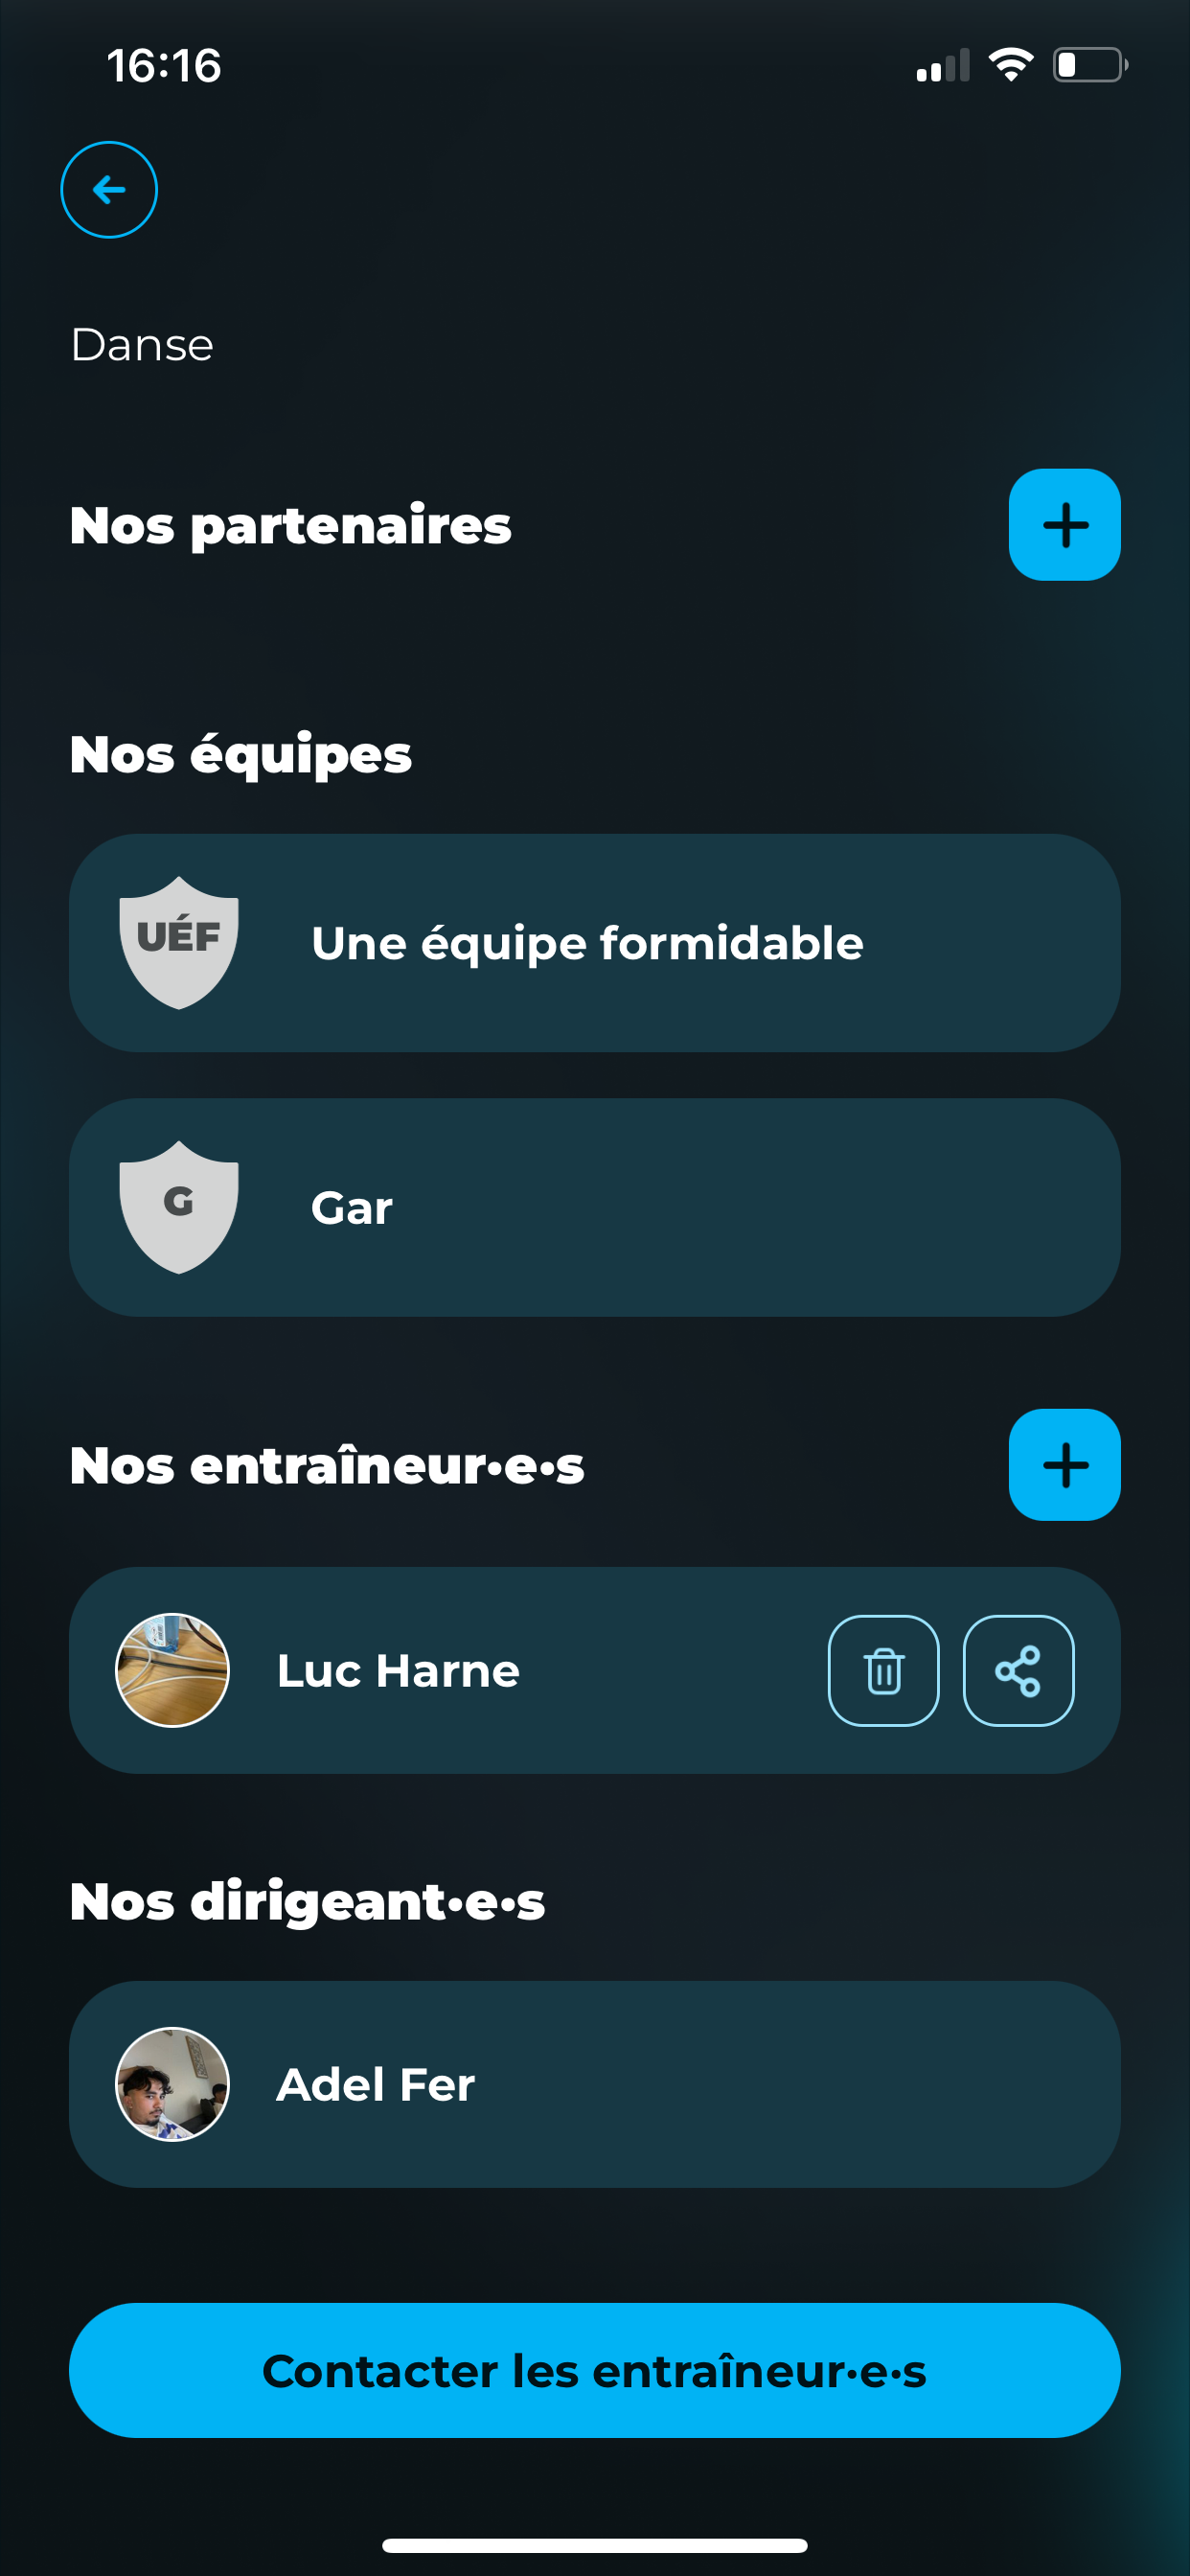 16:16
Danse
Nos partenaires
Nos équipes
UÉF
Une équipe formidable
G
Gar
Nos entraîneur·e·s
Luc Harne
Nos dirigeant·e·s
Adel Fer
Contacter les entraîneur·e·s